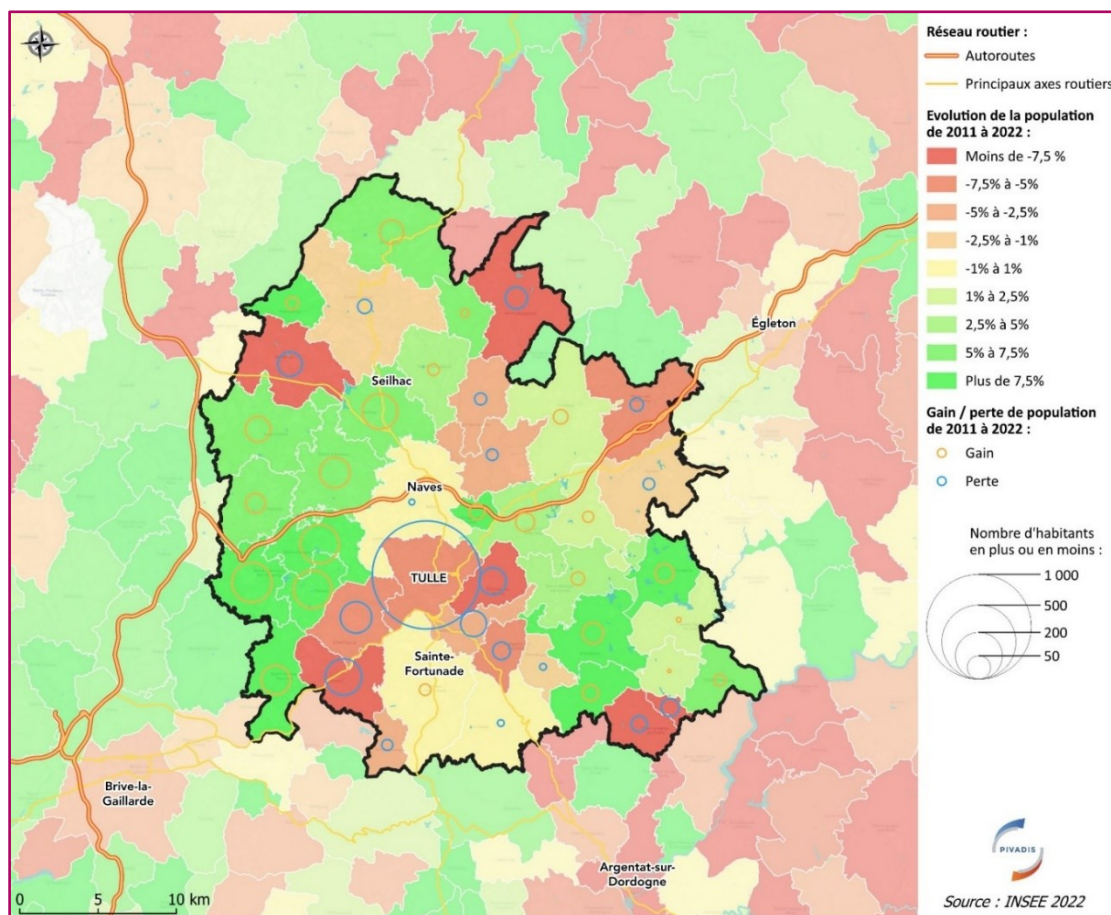 Réseau routier :
Autoroutes
Principaux axes routiers
Evolution de la population
de 2011 à 2022 :
Moins de -7,5 %
-7,5% à -5%
-5% à -2,5%
-2,5% à -1%
-1% à 1%
1% à 2,5%
2,5% à 5%
5% à 7,5%
Plus de 7,5%
Gain / perte de population
de 2011 à 2022 :
Gain
Perte
Nombre d'habitants
en plus ou en moins :
1 000
500
200
50
Égleton
Seilhac
Naves
TULLE
Sainte-
Fortunade
Brive-la-
Gaillarde
Argentat-sur-
Dordogne
0 5 10 km
PIVADIS
Source : INSEE 2022